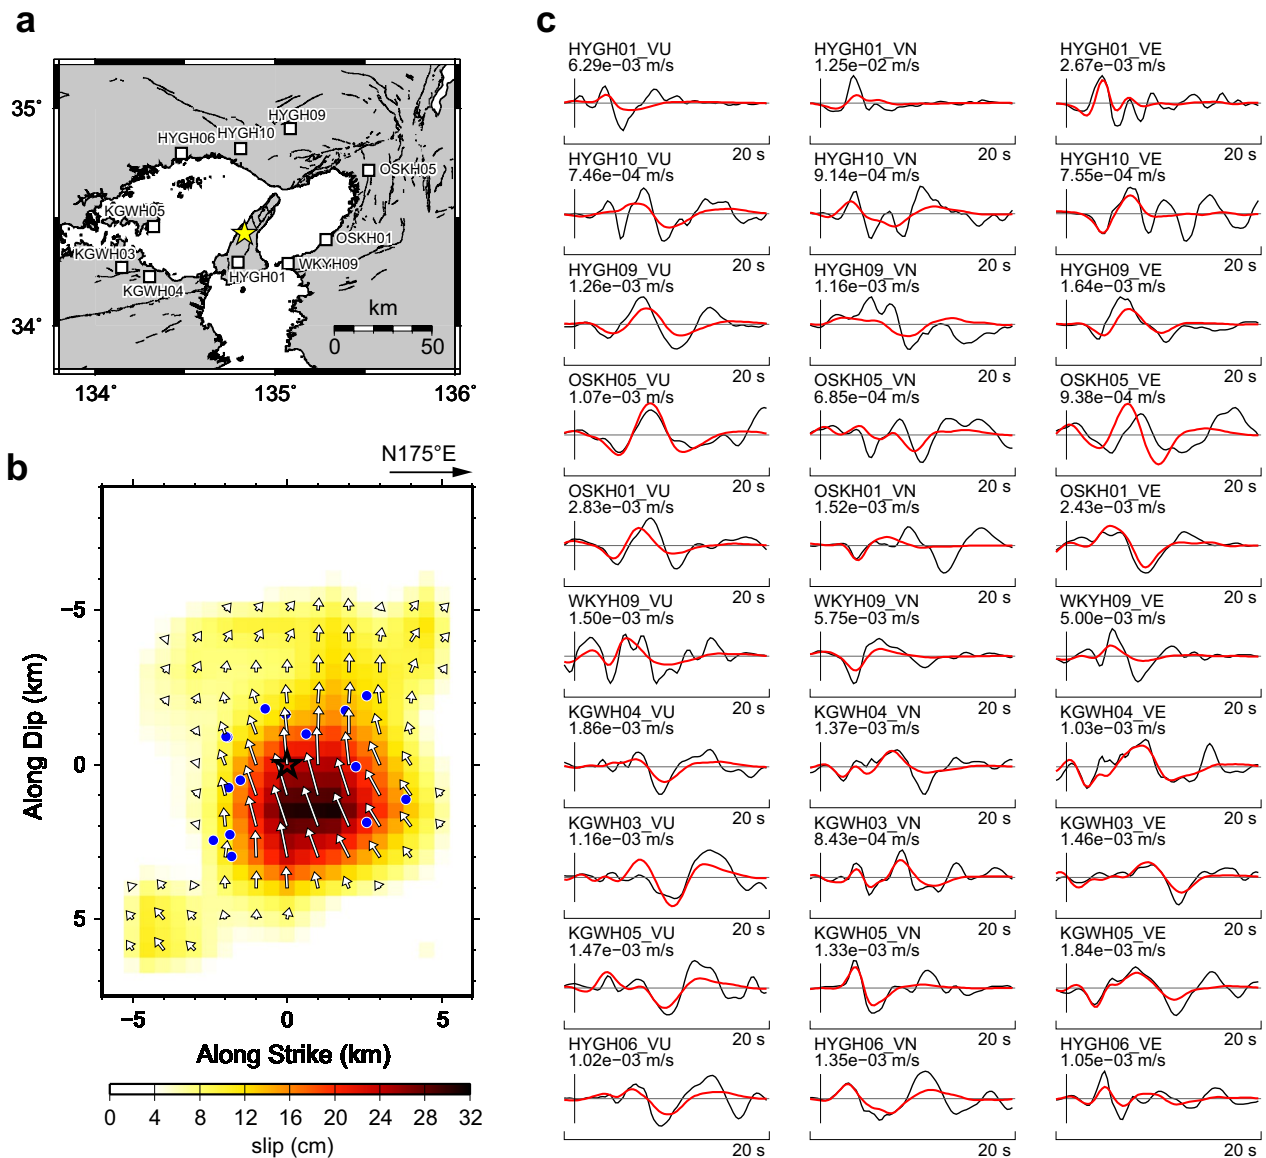 a
35°
34°
134°
135°
136°
HYGH09
HYGH10
HYGH06
OSKH05
KGWH05
OSKH01
KGWH03
WKYH09
KGWH04
HYGH01
km
0 50
b
N175°E
Along Dip (km)
−5
0
5
−5 0 5
Along Strike (km)
0 4 8 12 16 20 24 28 32
slip (cm)
c
HYGH01_VU
6.29e−03 m/s
HYGH01_VN
1.25e−02 m/s
HYGH01_VE
2.67e−03 m/s
20 s
20 s
20 s
HYGH10_VU
7.46e−04 m/s
HYGH10_VN
9.14e−04 m/s
HYGH10_VE
7.55e−04 m/s
20 s
20 s
20 s
HYGH09_VU
1.26e−03 m/s
HYGH09_VN
1.16e−03 m/s
HYGH09_VE
1.64e−03 m/s
20 s
20 s
20 s
OSKH05_VU
1.07e−03 m/s
OSKH05_VN
6.85e−04 m/s
OSKH05_VE
9.38e−04 m/s
20 s
20 s
20 s
OSKH01_VU
2.83e−03 m/s
OSKH01_VN
1.52e−03 m/s
OSKH01_VE
2.43e−03 m/s
20 s
20 s
20 s
WKYH09_VU
1.50e−03 m/s
WKYH09_VN
5.75e−03 m/s
WKYH09_VE
5.00e−03 m/s
20 s
20 s
20 s
KGWH04_VU
1.86e−03 m/s
KGWH04_VN
1.37e−03 m/s
KGWH04_VE
1.03e−03 m/s
20 s
20 s
20 s
KGWH03_VU
1.16e−03 m/s
KGWH03_VN
8.43e−04 m/s
KGWH03_VE
1.46e−03 m/s
20 s
20 s
20 s
KGWH05_VU
1.47e−03 m/s
KGWH05_VN
1.33e−03 m/s
KGWH05_VE
1.84e−03 m/s
20 s
20 s
20 s
HYGH06_VU
1.02e−03 m/s
HYGH06_VN
1.35e−03 m/s
HYGH06_VE
1.05e−03 m/s
20 s
20 s
20 s